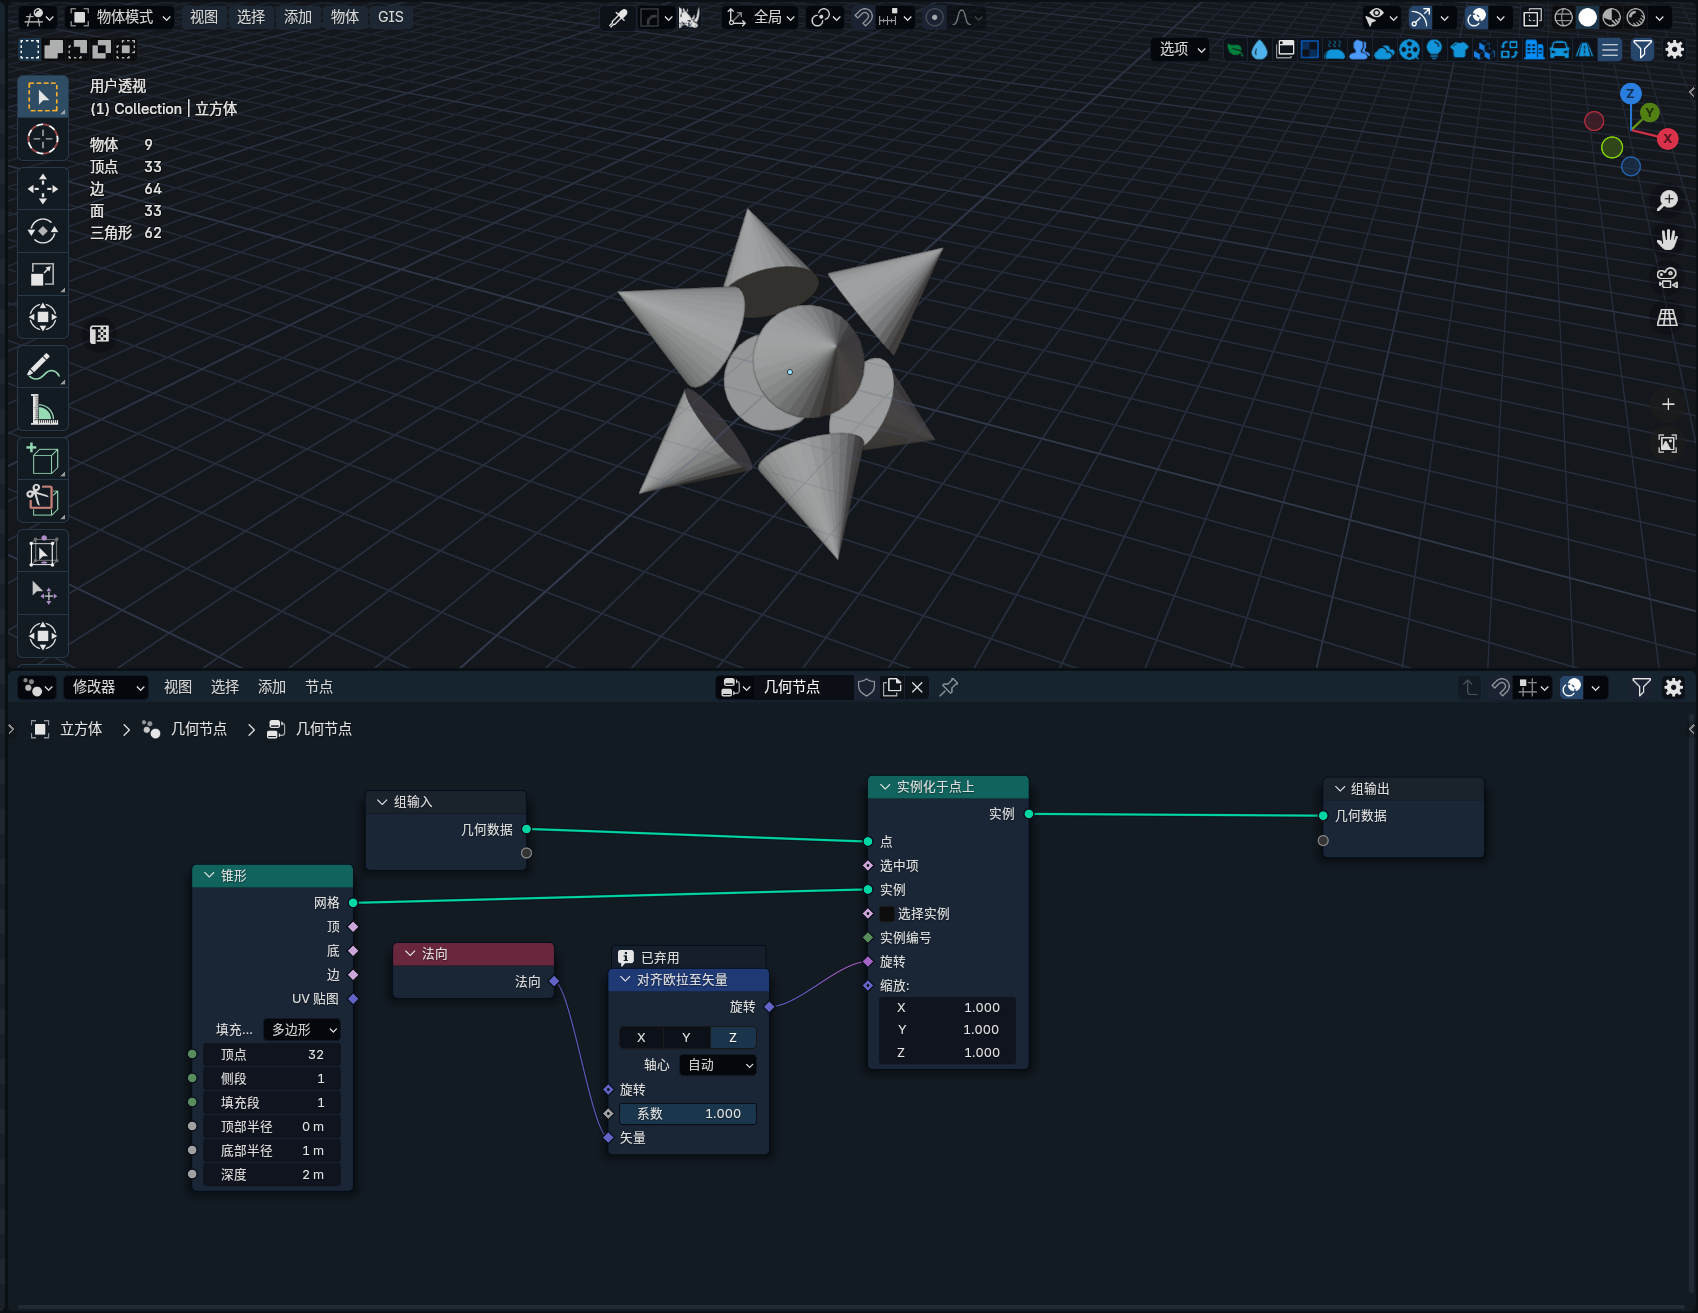 物体模式 视图 选择 添加 物体 GIS 全局
选项
用户透视
(1) Collection | 立方体
物体 9
顶点 33
边 64
面 33
三角形 62
Z
Y
X
修改器 视图 选择 添加 节点 几何节点
立方体 几何节点 几何节点
组输入
几何数据
锥形
网格
顶
底
边
UV 贴图
填充... 多边形
顶点 32
侧段 1
填充段 1
顶部半径 0 m
底部半径 1 m
深度 2 m
法向
法向
已弃用
对齐欧拉至矢量
旋转
X Y Z
轴心 自动
旋转
系数 1.000
矢量
实例化于点上
实例
点
选中项
实例
选择实例
实例编号
旋转
缩放:
X 1.000
Y 1.000
Z 1.000
组输出
几何数据